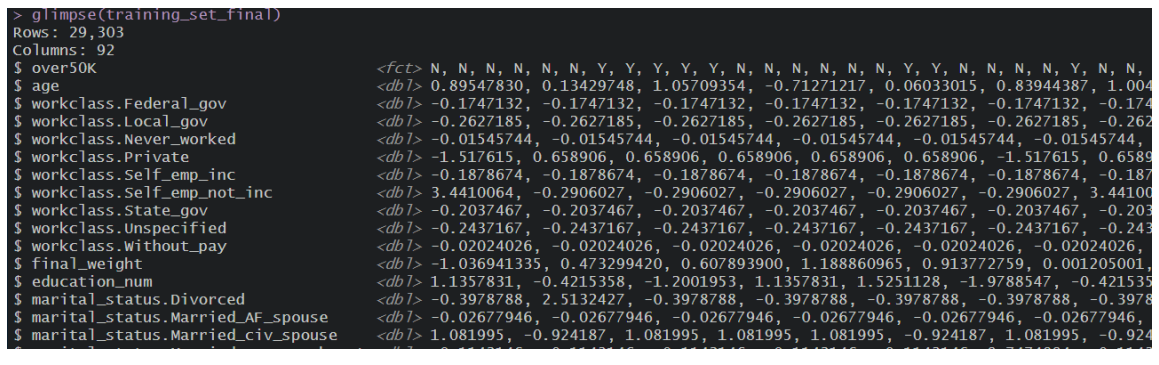 > glimpse(training_set_final)
Rows: 29,303
Columns: 92
$ over50K <fct> N, N, N, N, N, N, Y, Y, Y, Y, Y, N, N, N, N, N, N, Y, Y, N, N, N, N, Y, N, N,
$ age <dbl> 0.89547830, 0.13429748, 1.05709354, -0.71271217, 0.06033015, 0.83944387, 1.004
$ workclass.Federal_gov <dbl> -0.1747132, -0.1747132, -0.1747132, -0.1747132, -0.1747132, -0.1747132, -0.174
$ workclass.Local_gov <dbl> -0.2627185, -0.2627185, -0.2627185, -0.2627185, -0.2627185, -0.2627185, -0.262
$ workclass.Never_worked <dbl> -0.01545744, -0.01545744, -0.01545744, -0.01545744, -0.01545744, -0.01545744,
$ workclass.Private <dbl> -1.517615, 0.658906, 0.658906, 0.658906, 0.658906, -1.517615, 0.6589
$ workclass.Self_emp_inc <dbl> -0.1878674, -0.1878674, -0.1878674, -0.1878674, -0.1878674, -0.1878674, -0.187
$ workclass.Self_emp_not_inc <dbl> 3.4410064, -0.2906027, -0.2906027, -0.2906027, -0.2906027, -0.2906027, 3.44100
$ workclass.State_gov <dbl> -0.2037467, -0.2037467, -0.2037467, -0.2037467, -0.2037467, -0.2037467, -0.203
$ workclass.Unspecified <dbl> -0.2437167, -0.2437167, -0.2437167, -0.2437167, -0.2437167, -0.2437167, -0.243
$ workclass.Without_pay <dbl> -0.02024026, -0.02024026, -0.02024026, -0.02024026, -0.02024026, -0.02024026,
$ final_weight <dbl> -1.036941335, 0.473299420, 0.607893900, 1.188860965, 0.913772759, 0.001205001,
$ education_num <dbl> 1.1357831, -0.4215358, -1.2001953, 1.1357831, 1.5251128, -1.9788547, -0.421535
$ marital_status.Divorced <dbl> -0.3978788, 2.5132427, -0.3978788, -0.3978788, -0.3978788, -0.3978788, -0.3978
$ marital_status.Married_AF_spouse <dbl> -0.02677946, -0.02677946, -0.02677946, -0.02677946, -0.02677946, -0.02677946,
$ marital_status.Married_civ_spouse <dbl> 1.081995, -0.924187, 1.081995, 1.081995, 1.081995, -0.924187, 1.081995, -0.924